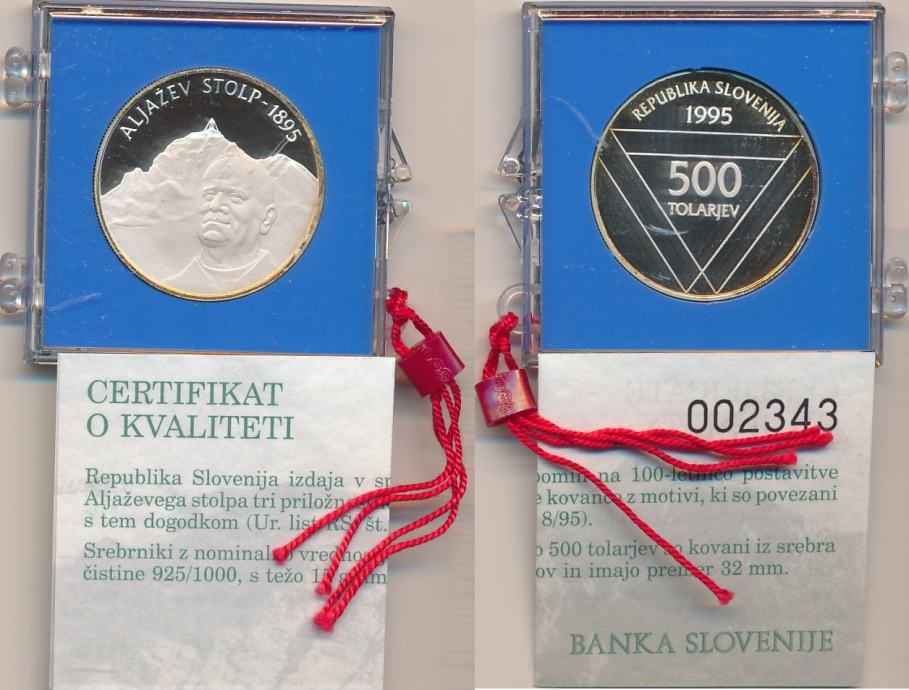 ALJAŽEV STOLP-1895
CERTIFIKAT
O KVALITETI
Republika Slovenija izdaja v
Aljaževega stolpa tri
s tem dogodkom (Ur. list RS, št.
Srebrniki z
čistine 925/1000, s težo
REPUBLIKA SLOVENIJA
1995
500
TOLARJEV
002343
na 100-letnico postavitve
kovance z motivi, ki so povezani
8/95).
500 tolarjev so kovani iz srebra
in imajo premer 32 mm.
BANKA SLOVENIJE